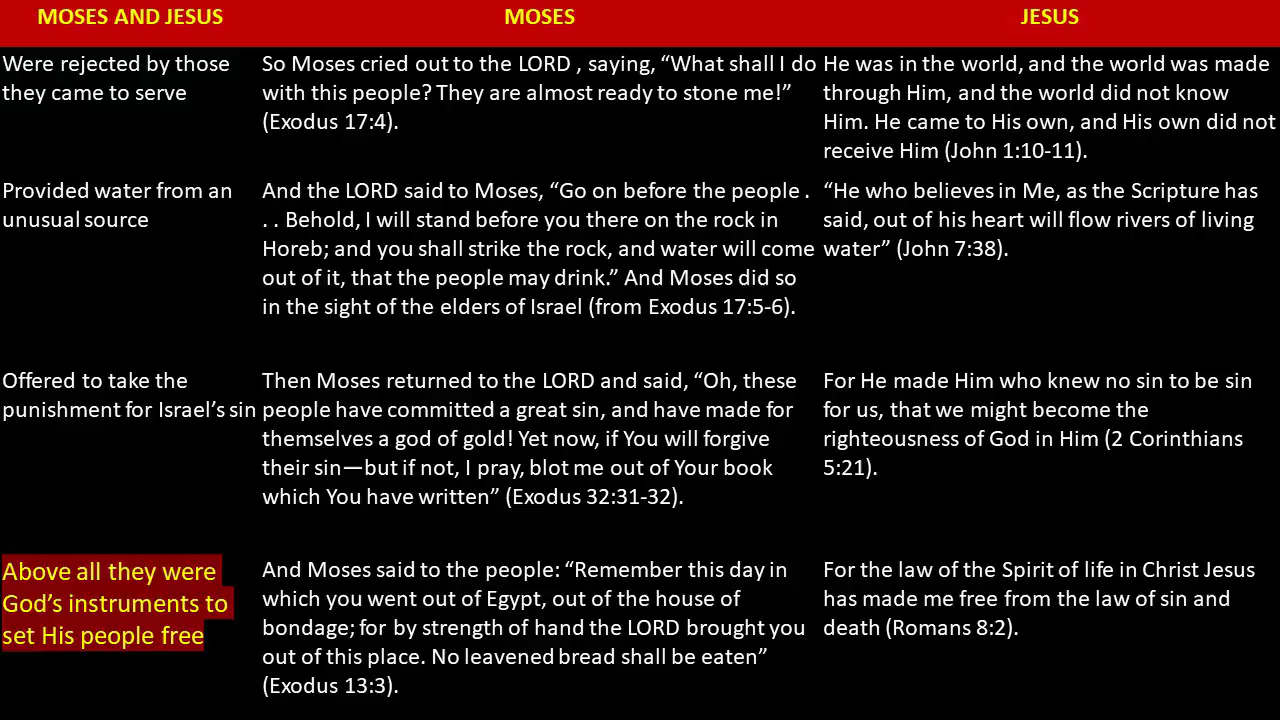 MOSES AND JESUS
MOSES
JESUS
Were rejected by those
they came to serve
So Moses cried out to the LORD , saying, “What shall I do
with this people? They are almost ready to stone me!”
(Exodus 17:4).
He was in the world, and the world was made
through Him, and the world did not know
Him. He came to His own, and His own did not
receive Him (John 1:10-11).
Provided water from an
unusual source
And the LORD said to Moses, “Go on before the people .
. . Behold, I will stand before you there on the rock in
Horeb; and you shall strike the rock, and water will come
out of it, that the people may drink.” And Moses did so
in the sight of the elders of Israel (from Exodus 17:5-6).
“He who believes in Me, as the Scripture has
said, out of his heart will flow rivers of living
water” (John 7:38).
Offered to take the
punishment for Israel’s sin
Then Moses returned to the LORD and said, “Oh, these
people have committed a great sin, and have made for
themselves a god of gold! Yet now, if You will forgive
their sin—but if not, I pray, blot me out of Your book
which You have written” (Exodus 32:31-32).
For He made Him who knew no sin to be sin
for us, that we might become the
righteousness of God in Him (2 Corinthians
5:21).
Above all they were
God’s instruments to
set His people free
And Moses said to the people: “Remember this day in
which you went out of Egypt, out of the house of
bondage; for by strength of hand the LORD brought you
out of this place. No leavened bread shall be eaten”
(Exodus 13:3).
For the law of the Spirit of life in Christ Jesus
has made me free from the law of sin and
death (Romans 8:2).